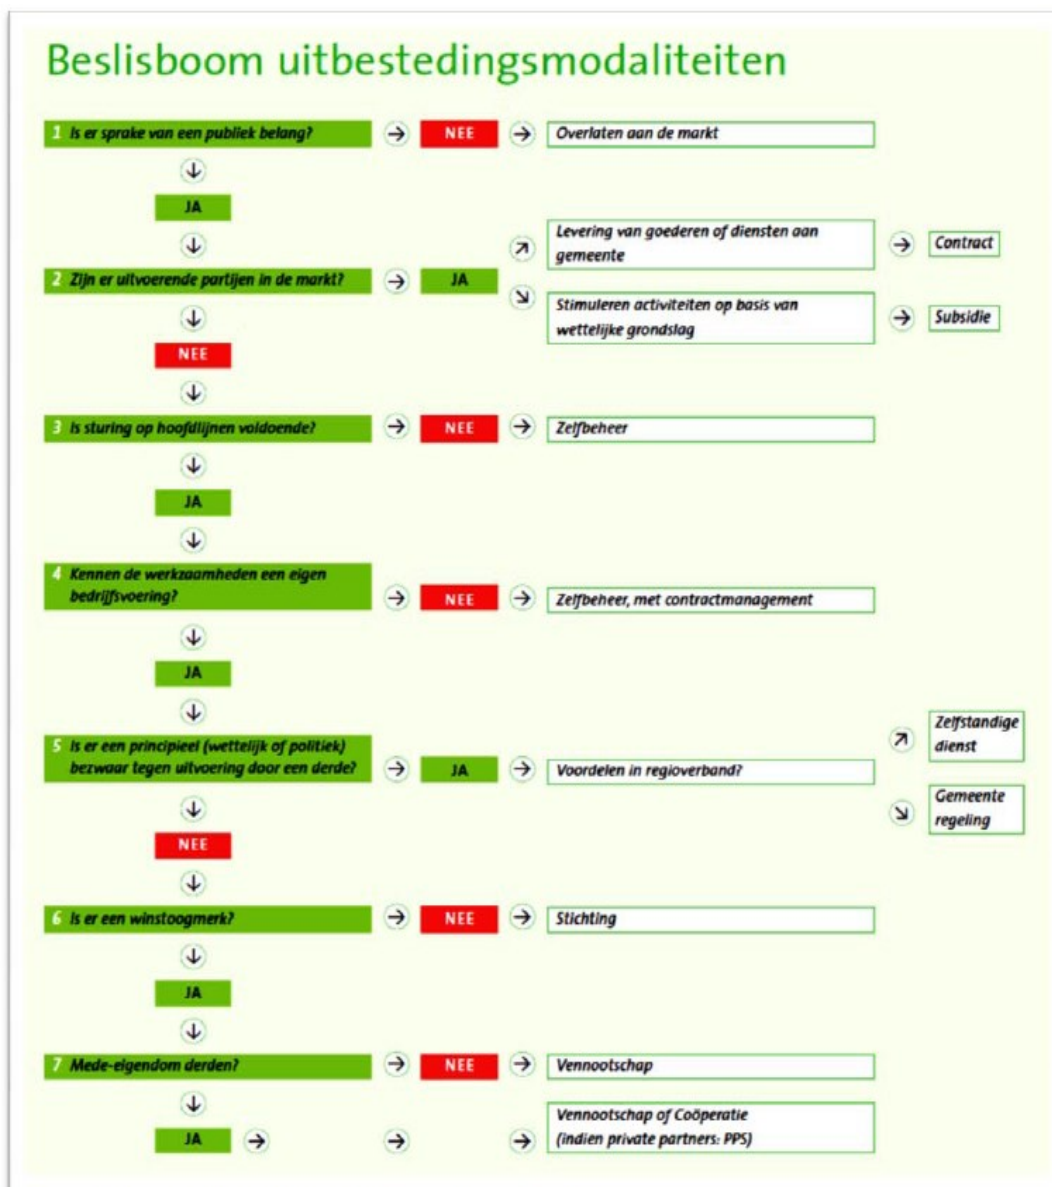 Beslisboom uitbestedingsmodaliteiten
1 Is er sprake van een publiek belang?
NEE
Overlaten aan de markt
JA
Levering van goederen of diensten aan
gemeente
Contract
2 Zijn er uitvoerende partijen in de markt?
JA
Stimuleren activiteiten op basis van
wettelijke grondslag
Subsidie
NEE
3 Is sturing op hoofdlijnen voldoende?
NEE
Zelfbeheer
JA
4 Kennen de werkzaamheden een eigen
bedrijfsvoering?
NEE
Zelfbeheer, met contractmanagement
JA
5 Is er een principieel (wettelijk of politiek)
bezwaar tegen uitvoering door een derde?
JA
Voordelen in regioverband?
Zelfstandige
dienst
Gemeente
regeling
NEE
6 Is er een winstoogmerk?
NEE
Stichting
JA
7 Mede-eigendom derden?
NEE
Vennootschap
JA
Vennootschap of Coöperatie
(indien private partners: PPS)